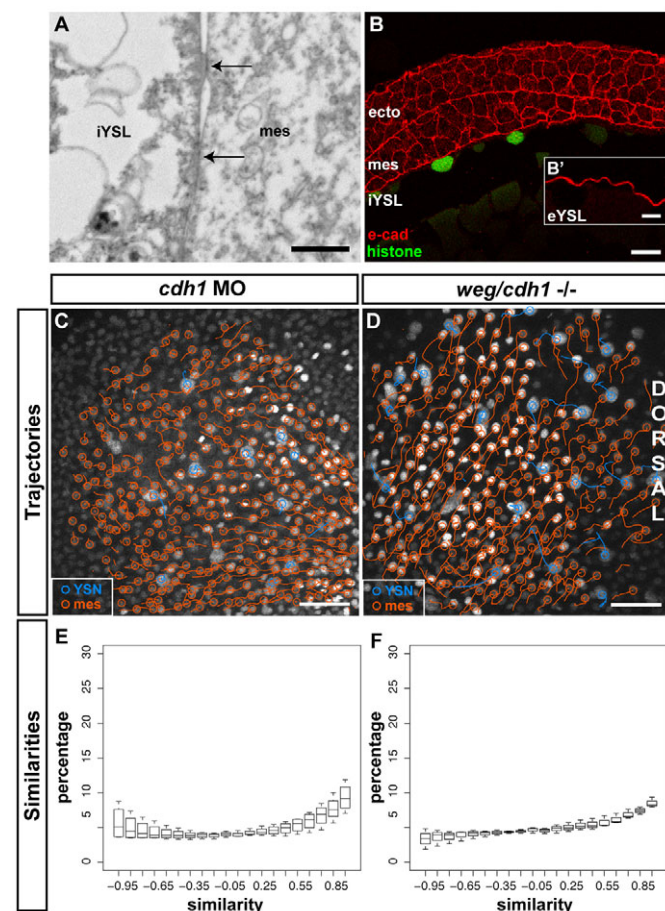 A
iYSL
mes
B
ecto
mes
iYSL
e-cad
histone
B'
eYSL
cdh1 MO
weg/cdh1 -/-
Trajectories
C
YSN
mes
D
DORSAL
YSN
mes
Similarities
E
percentage
30
25
20
15
10
5
0
-0.95 -0.65 -0.35 -0.05 0.25 0.55 0.85
similarity
F
percentage
30
25
20
15
10
5
0
-0.95 -0.65 -0.35 -0.05 0.25 0.55 0.85
similarity